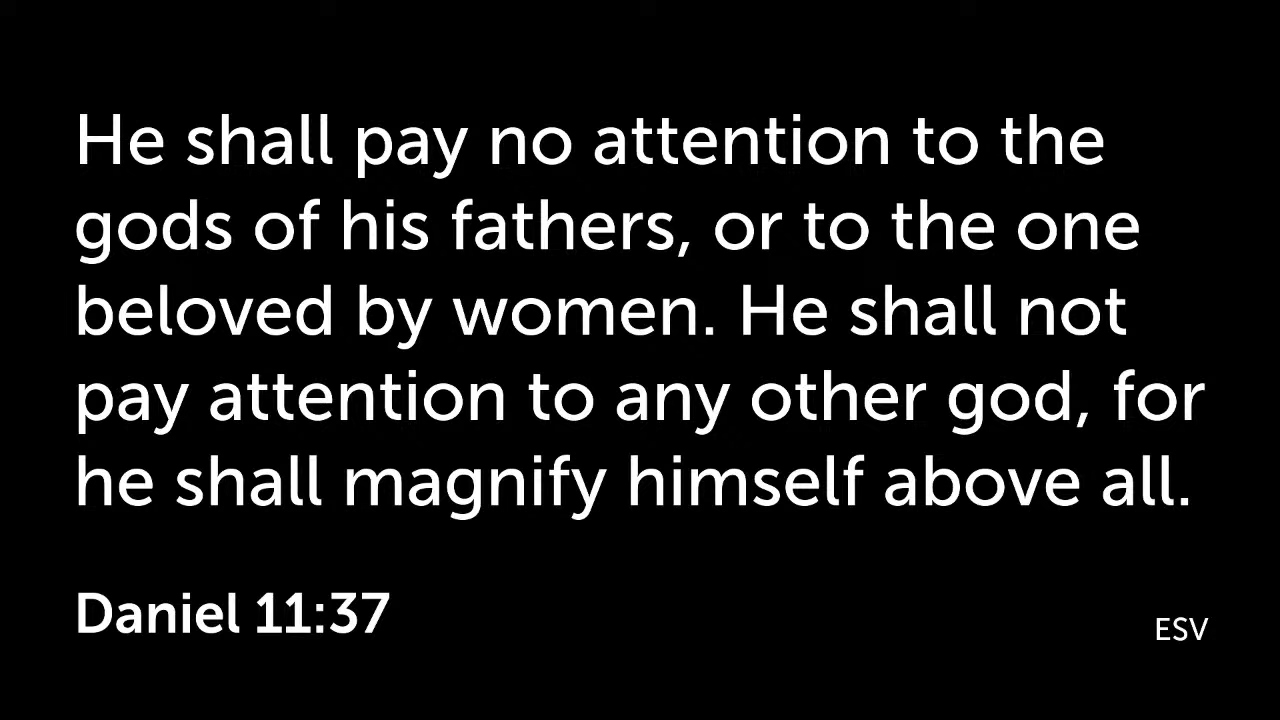 He shall pay no attention to the
gods of his fathers, or to the one
beloved by women. He shall not
pay attention to any other god, for
he shall magnify himself above all.
Daniel 11:37
ESV